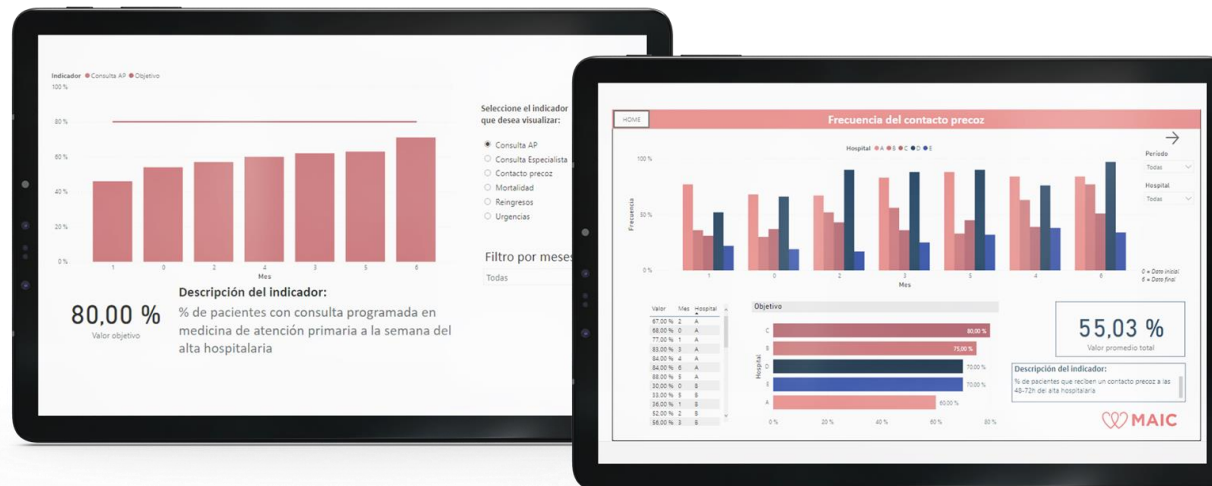 Indicador Consulta AP Objetivo
100 %
80 %
60 %
40 %
20 %
0 %
1 0 2 4 3 5 6
Mes
Seleccione el indicador
que desea visualizar:
Consulta AP
Consulta Especialista
Contacto precoz
Mortalidad
Reingresos
Urgencias
Filtro por meses
Todas
80,00 %
Valor objetivo
Descripción del indicador:
% de pacientes con consulta programada en
medicina de atención primaria a la semana del
alta hospitalaria
HOME
Frecuencia del contacto precoz
Hospital A B C D E
100 %
50 %
0 %
Frecuencia
1 0 2 3 5 4 6
Mes
Periodo
Todas
Hospital
Todas
0 = Dato inicial
6 = Dato final
Valor Mes Hospital
67,00 % 2 A
68,00 % 0 A
77,00 % 1 A
83,00 % 3 A
84,00 % 4 A
84,00 % 6 A
88,00 % 5 A
30,00 % 0 B
33,00 % 5 B
36,00 % 1 B
52,00 % 2 B
56,00 % 3 B
Objetivo
Hospital
C 80,00 %
B 75,00 %
D 70,00 %
E 70,00 %
A 60,00 %
0 % 20 % 40 % 60 % 80 %
55,03 %
Valor promedio total
Descripción del indicador:
% de pacientes que reciben un contacto precoz a las
48-72h del alta hospitalaria
MAIC